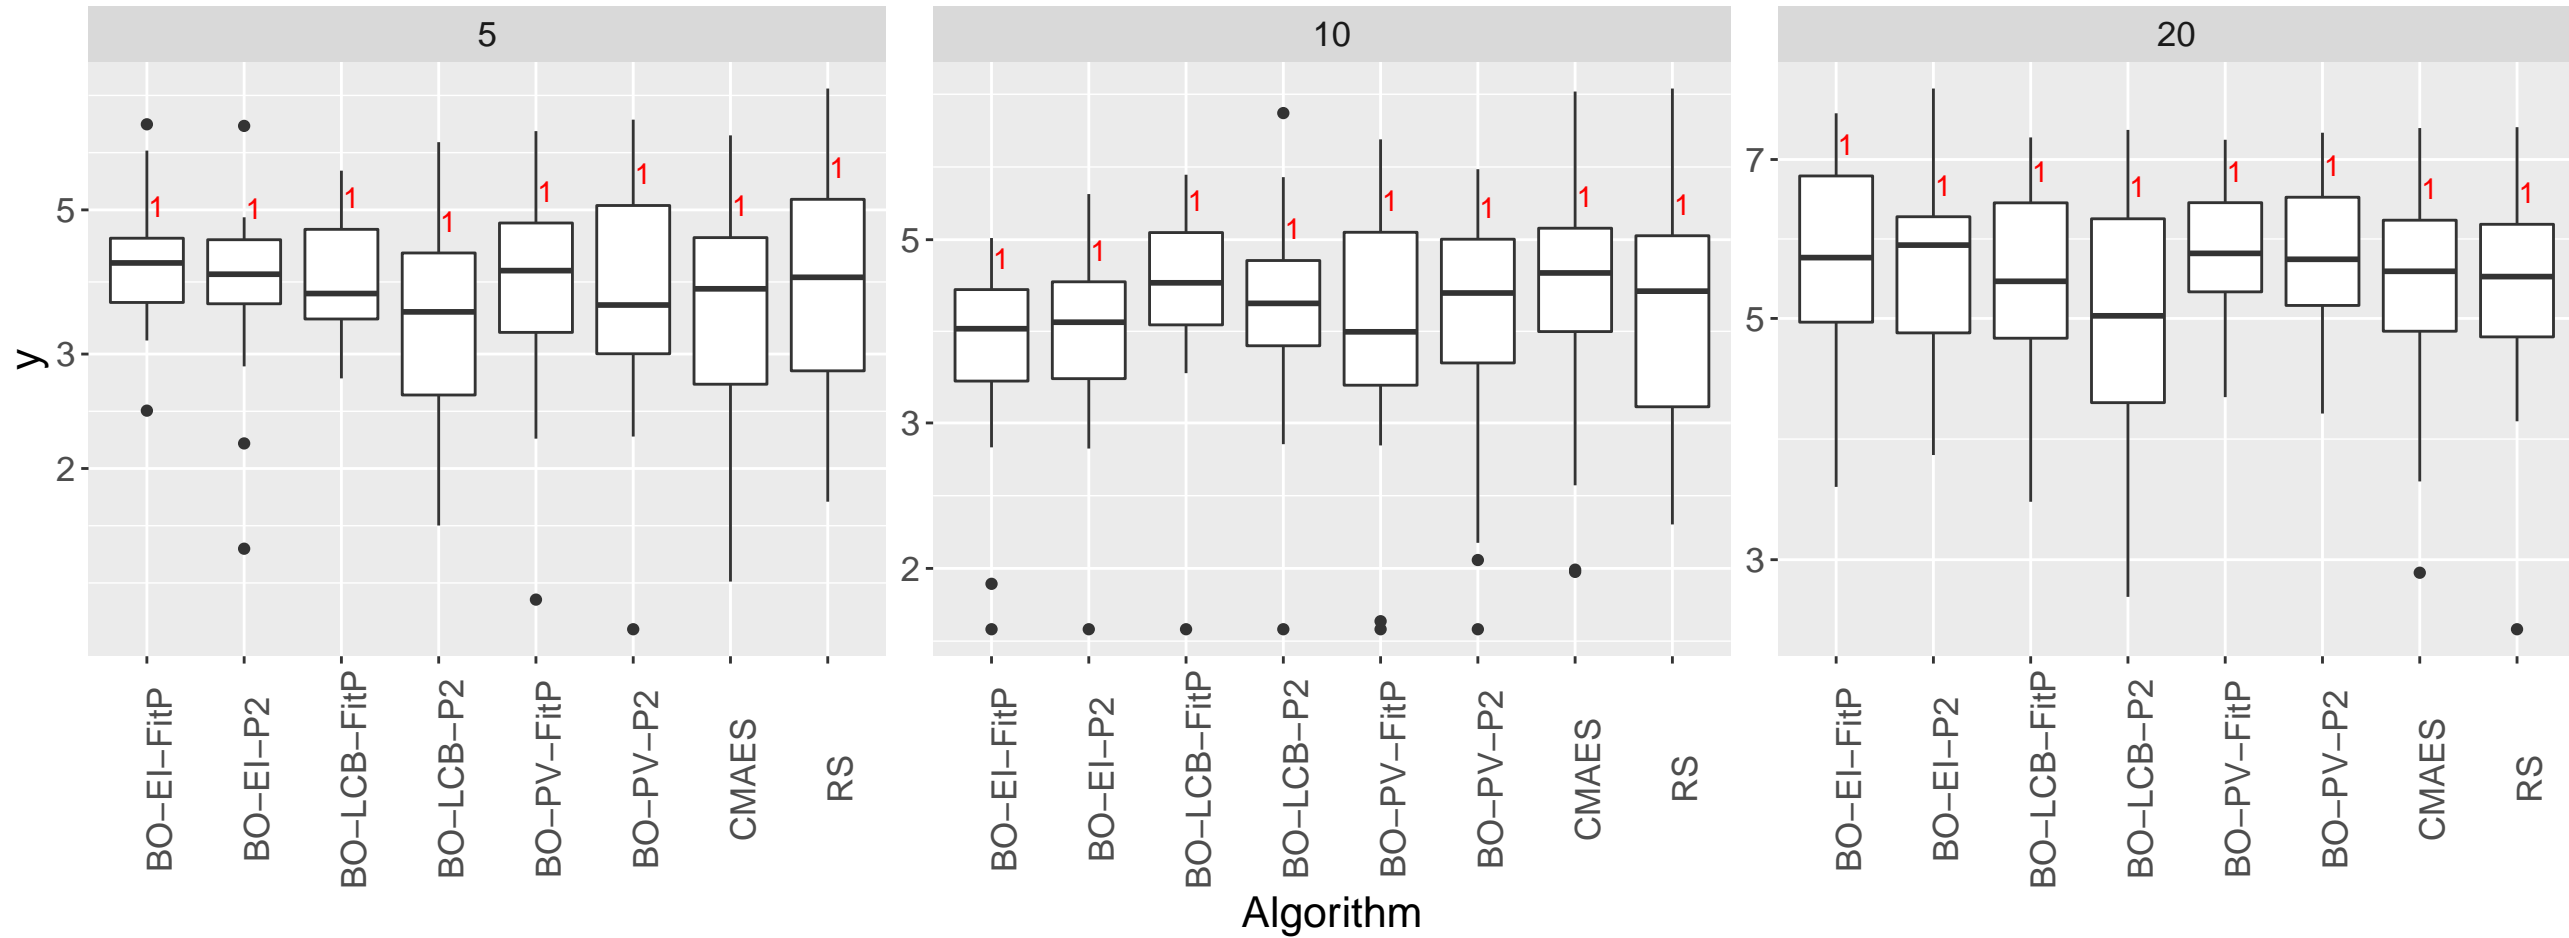 5 10 20
1 1 1 1 1 1 1 1
1 1 1 1 1 1 1 1
1 1 1 1 1 1 1 1
y
5
3
2
5
3
2
7
5
3
BO−EI−FitP
BO−EI−P2
BO−LCB−FitP
BO−LCB−P2
BO−PV−FitP
BO−PV−P2
CMAES
RS
BO−EI−FitP
BO−EI−P2
BO−LCB−FitP
BO−LCB−P2
BO−PV−FitP
BO−PV−P2
CMAES
RS
BO−EI−FitP
BO−EI−P2
BO−LCB−FitP
BO−LCB−P2
BO−PV−FitP
BO−PV−P2
CMAES
RS
Algorithm